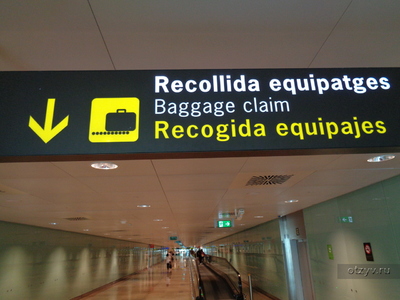 Recollida equipatges
Baggage claim
Recogida equipajes
otzyv.ru